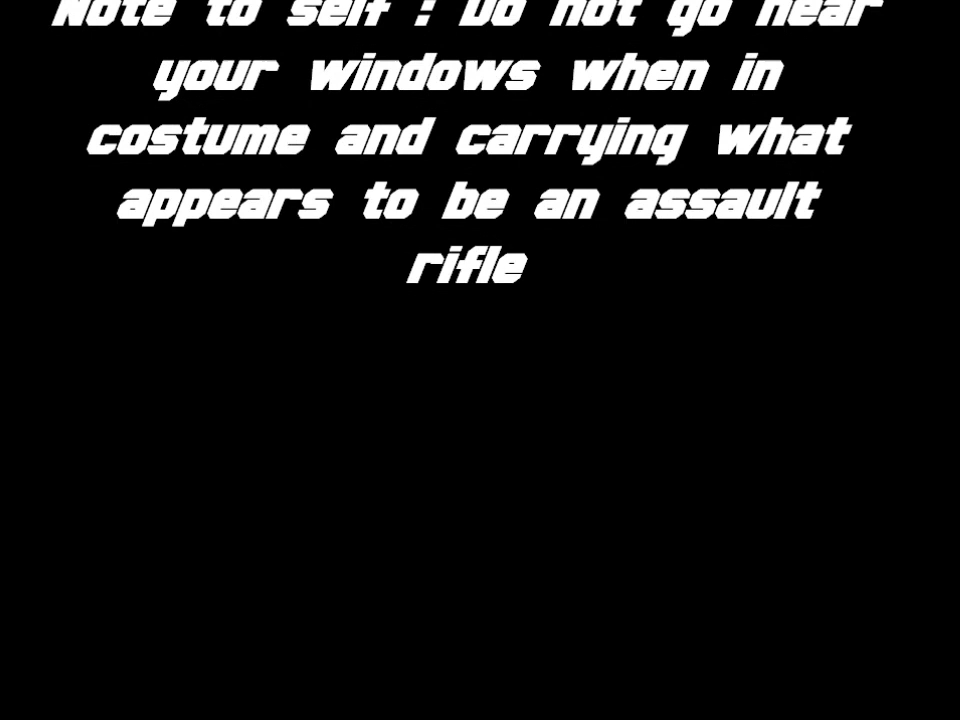 Note to self : Do not go near
your windows when in
costume and carrying what
appears to be an assault
rifle